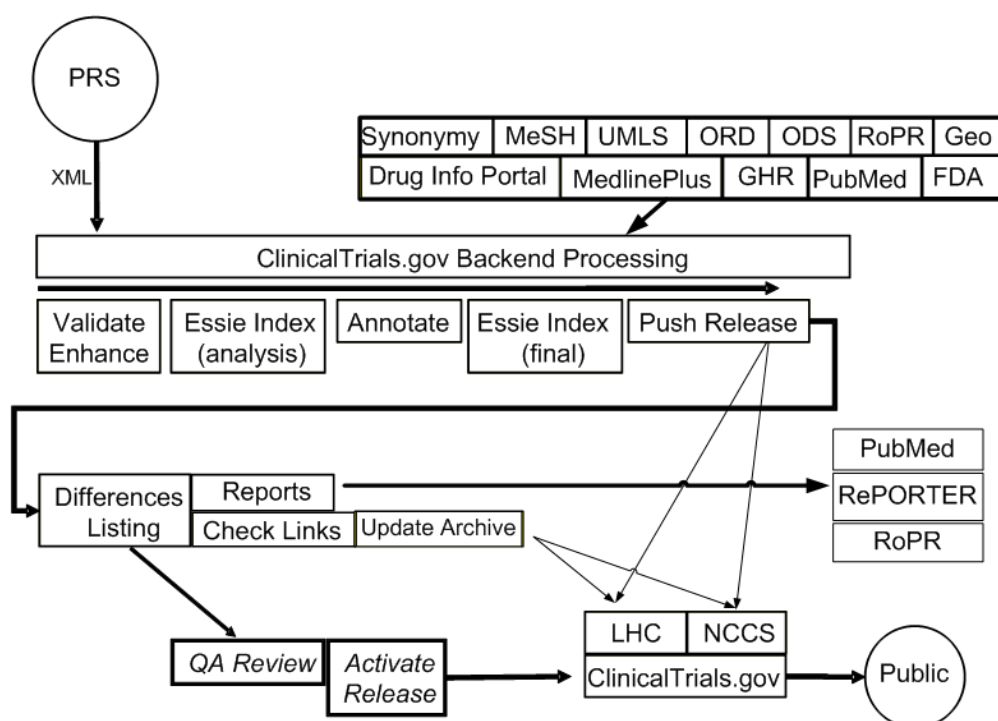 PRS
XML
Synonymy MeSH UMLS ORD ODS RoPR Geo
Drug Info Portal MedlinePlus GHR PubMed FDA
ClinicalTrials.gov Backend Processing
Validate
Enhance
Essie Index
(analysis)
Annotate
Essie Index
(final)
Push Release
Differences
Listing
Reports
Check Links
Update Archive
PubMed
RePORTER
RoPR
QA Review
Activate
Release
LHC NCCS
ClinicalTrials.gov
Public